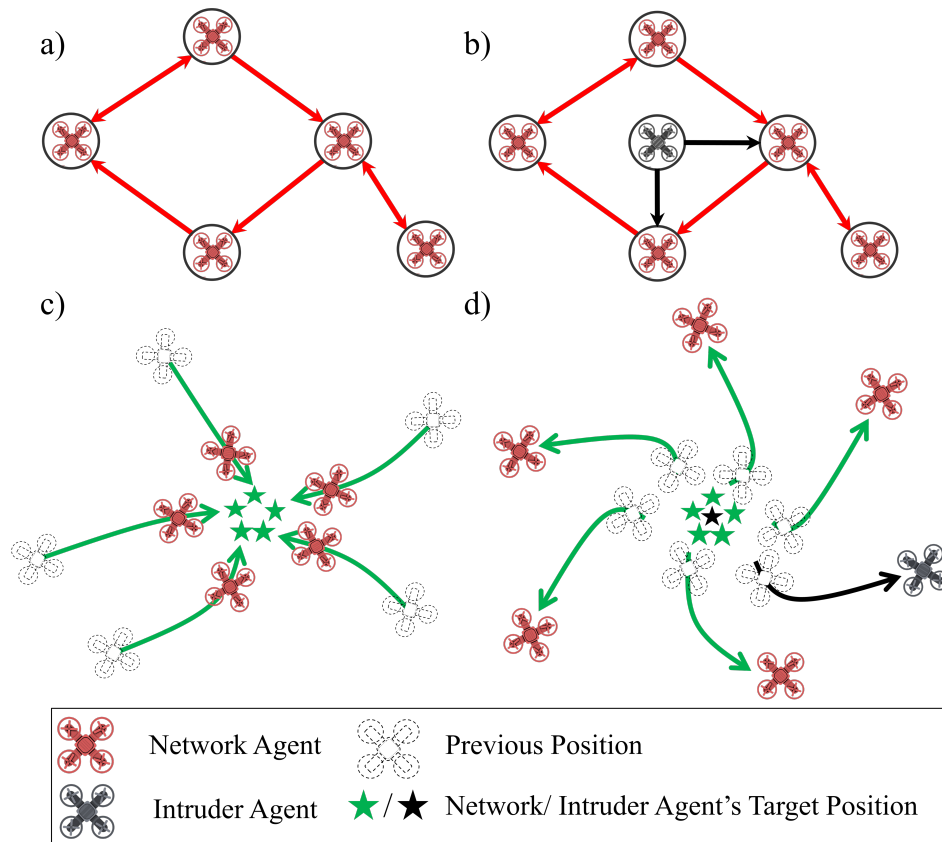 a)
b)
c)
d)
Network Agent
Previous Position
Intruder Agent
/
Network/ Intruder Agent's Target Position